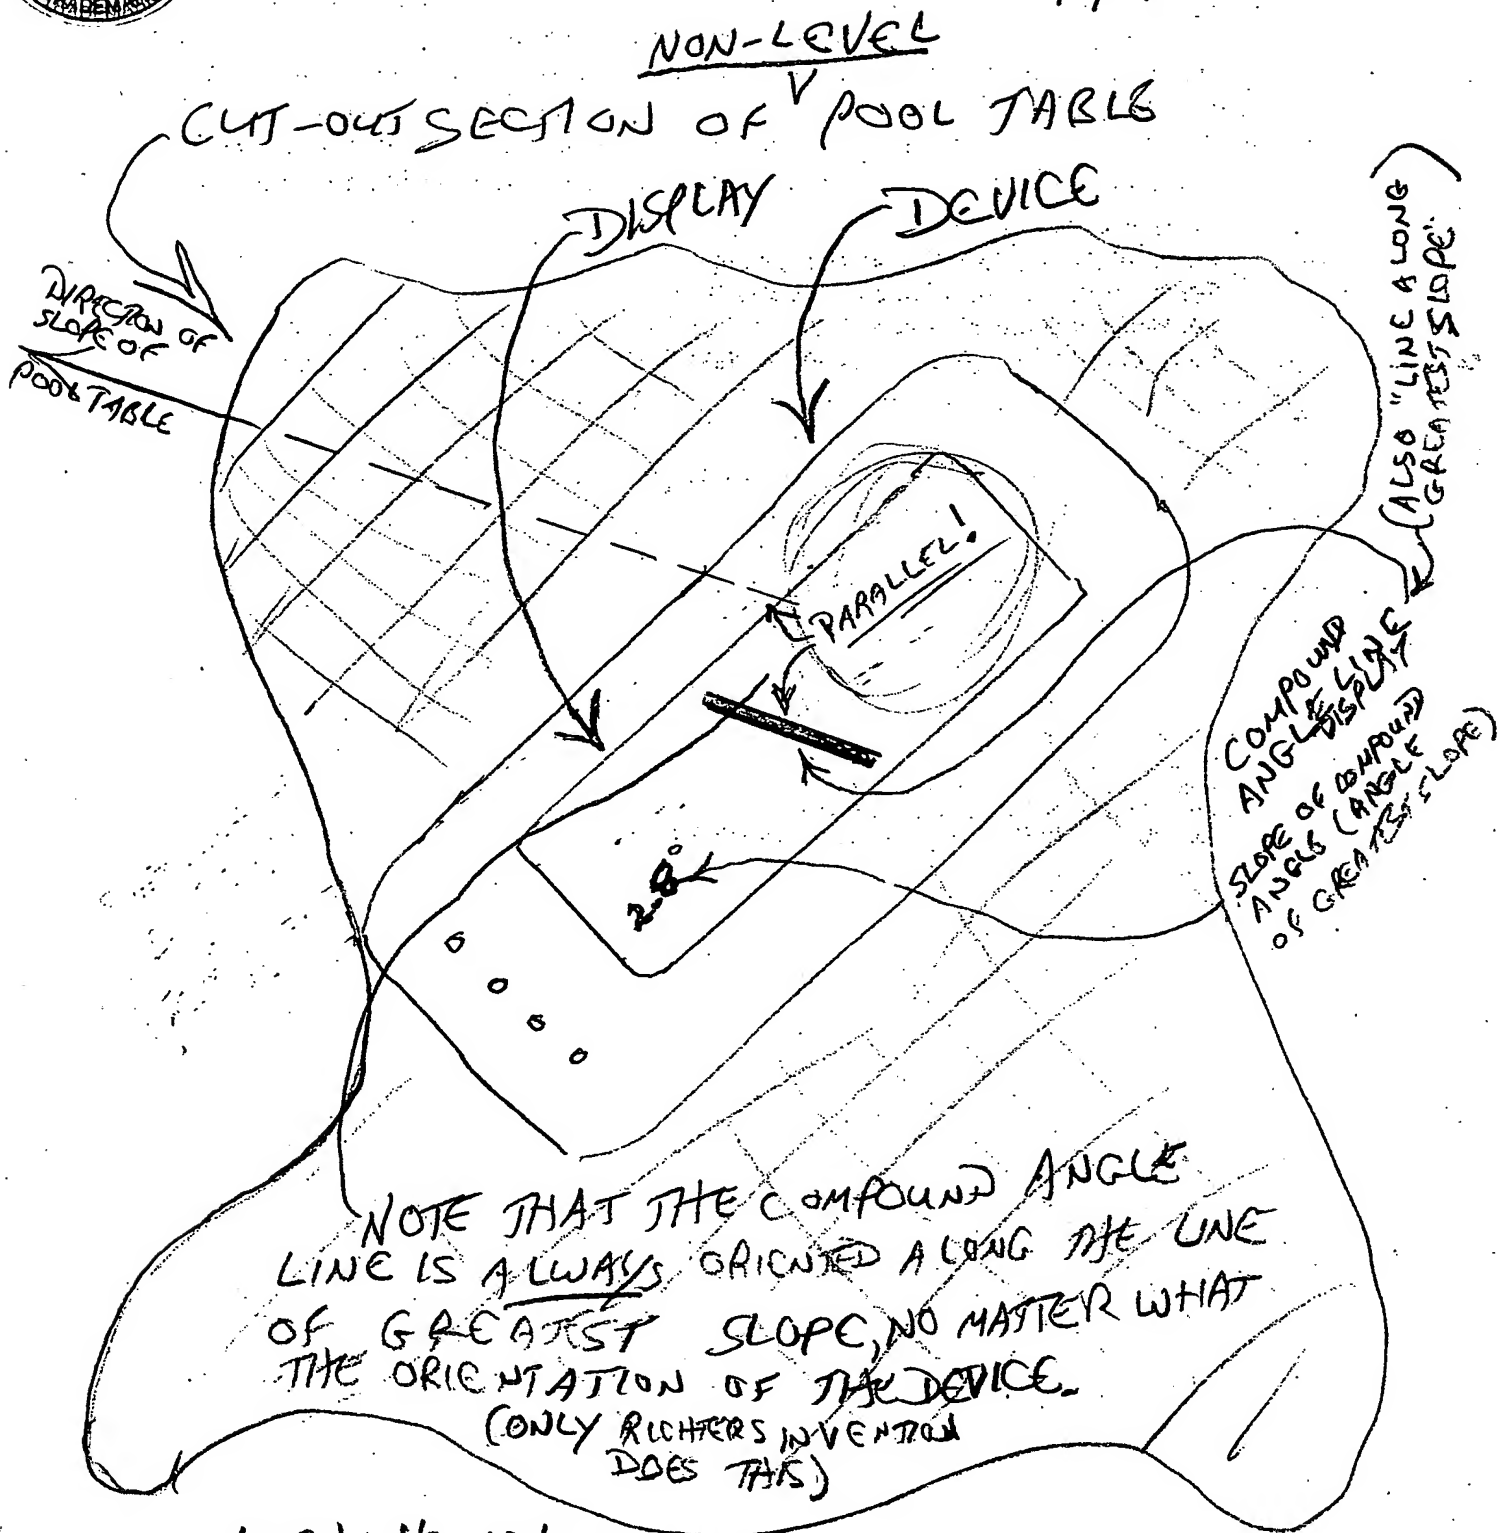 NON-LEVEL
CUT-OUT SECTION OF V POOL TABLE
DISPLAY
DEVICE
(ALSO "LINE ALONG
GREATEST SLOPE"
)
DIRECTION OF
SLOPE OF
POOL TABLE
PARALLEL!
COMPOUND
ANGLE LINE
DISPLAY
SLOPE OF COMPOUND
ANGLE (ANGLE
OF GREATEST SLOPE)
2.8°
NOTE THAT THE COMPOUND ANGLE
LINE IS ALWAYS ORIENTED ALONG THE LINE
OF GREATEST SLOPE, NO MATTER WHAT
THE ORIENTATION OF THE DEVICE.
(ONLY RICHTERS INVENTION
DOES THIS)